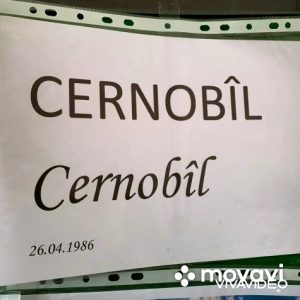 CERNOBÎL
Cernobîl
26.04.1986
movavi
VIVAVIDEO